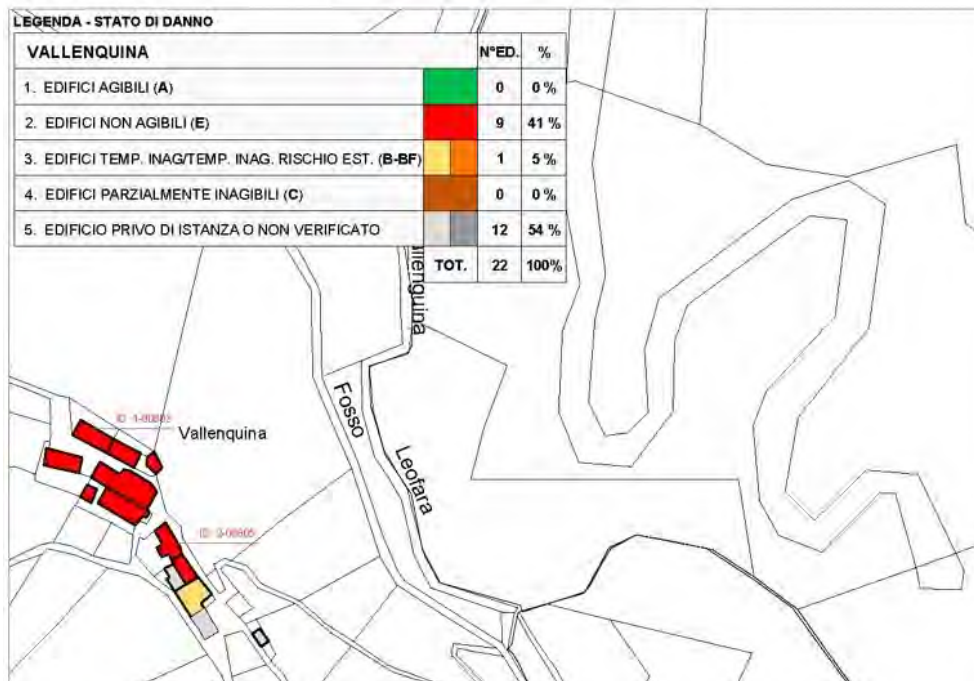 LEGENDA - STATO DI DANNO
VALLENQUINA N°ED. %
1. EDIFICI AGIBILI (A) 0 0 %
2. EDIFICI NON AGIBILI (E) 9 41 %
3. EDIFICI TEMP. INAG/TEMP. INAG. RISCHIO EST. (B-BF) 1 5 %
4. EDIFICI PARZIALMENTE INAGIBILI (C) 0 0 %
5. EDIFICIO PRIVO DI ISTANZA O NON VERIFICATO 12 54 %
TOT. 22 100%
Fosso
Leofara
Vallenquina